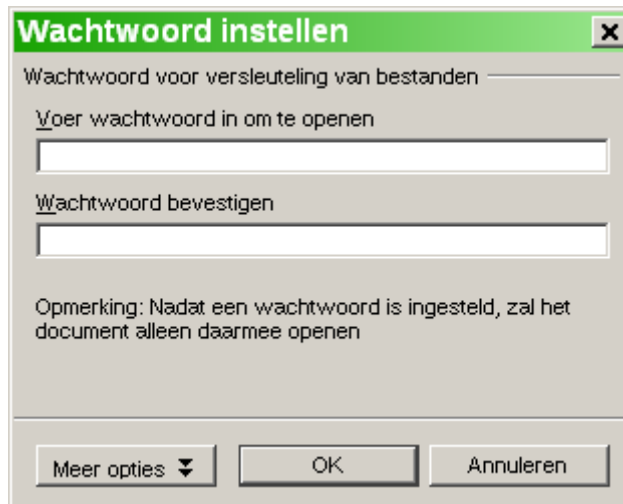 Wachtwoord instellen
Wachtwoord voor versleuteling van bestanden
Voer wachtwoord in om te openen
Wachtwoord bevestigen
Opmerking: Nadat een wachtwoord is ingesteld, zal het
document alleen daarmee openen
Meer opties OK Annuleren